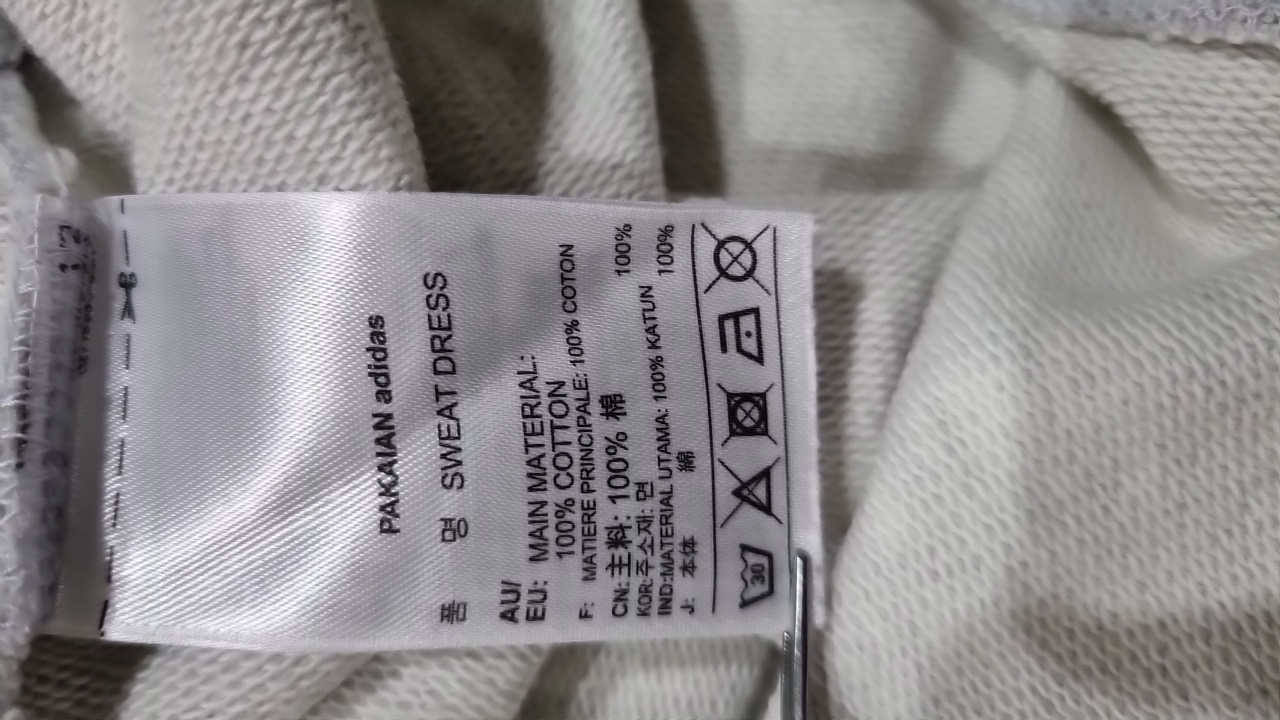 PAKAIAN adidas
품 명 SWEAT DRESS
AU/
EU: MAIN MATERIAL:
100% COTTON
F: MATIERE PRINCIPALE: 100% COTON
CN: 主料: 100% 棉
KOR: 주소재: 면 100%
IND:MATERIAL UTAMA: 100% KATUN
J: 本体 綿 100%
30